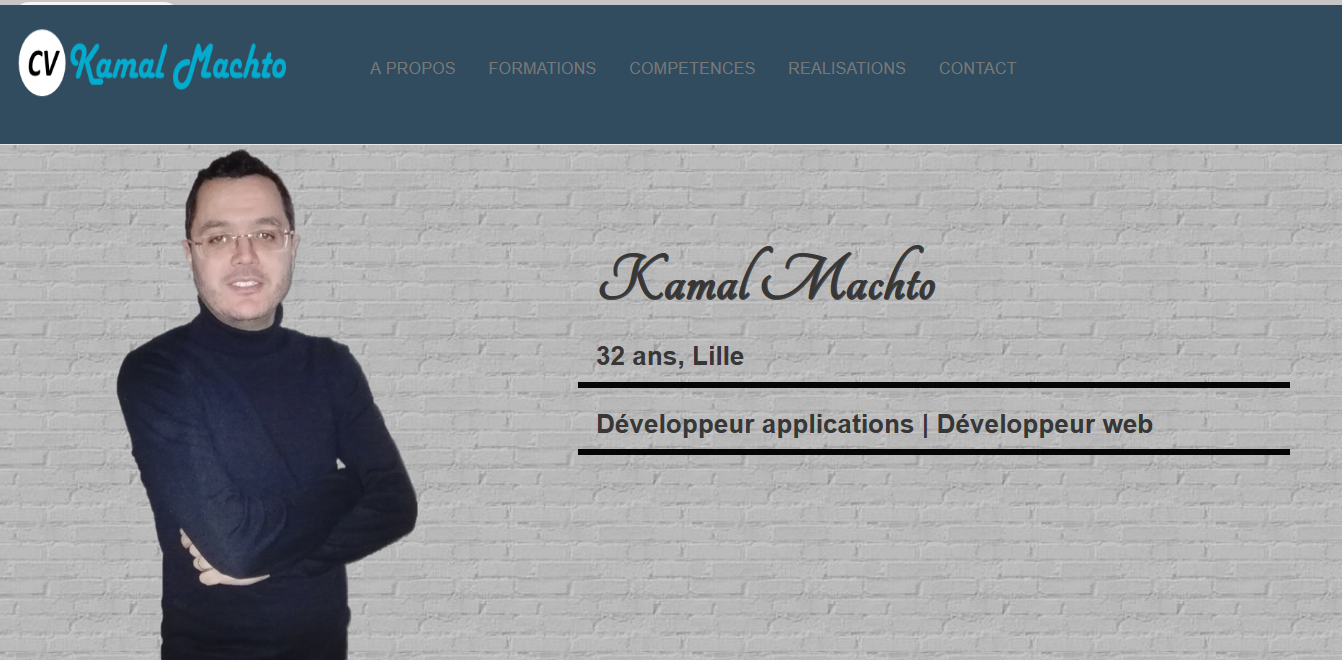 CV Kamal Machto
A PROPOS FORMATIONS COMPETENCES REALISATIONS CONTACT
Kamal Machto
32 ans, Lille
Développeur applications | Développeur web